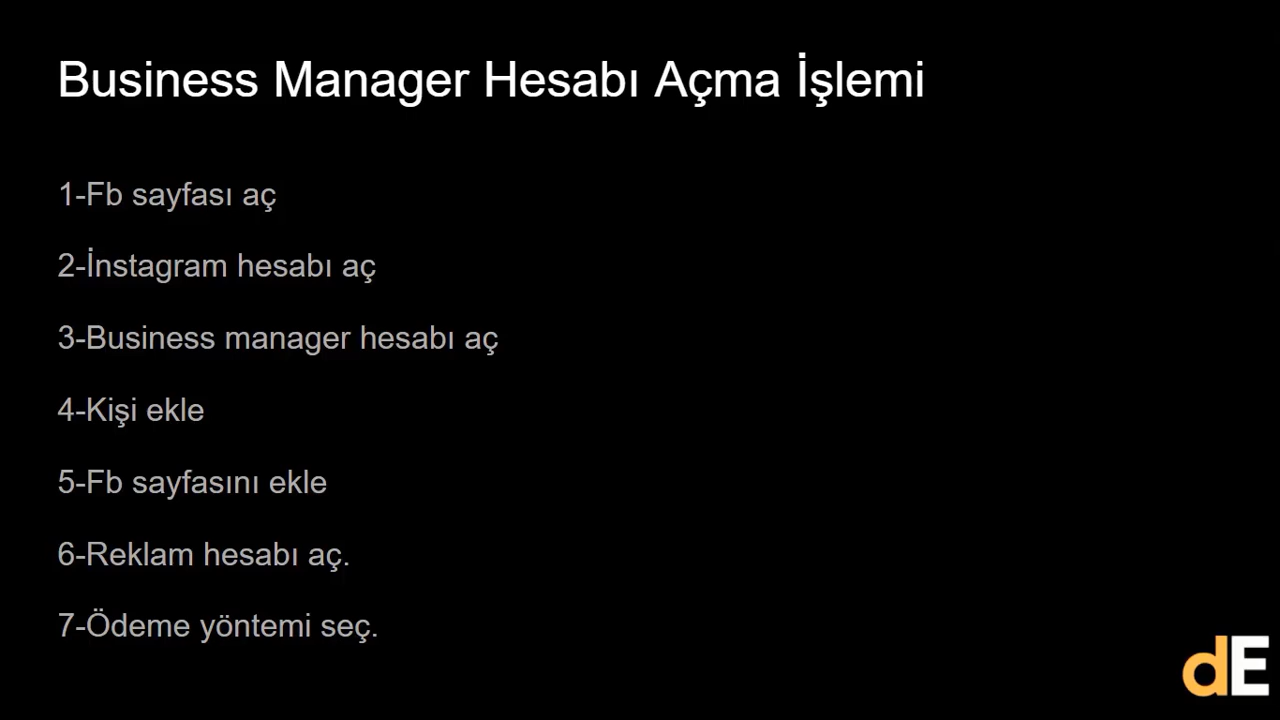 Business Manager Hesabı Açma İşlemi
1-Fb sayfası aç
2-İnstagram hesabı aç
3-Business manager hesabı aç
4-Kişi ekle
5-Fb sayfasını ekle
6-Reklam hesabı aç.
7-Ödeme yöntemi seç.
dE